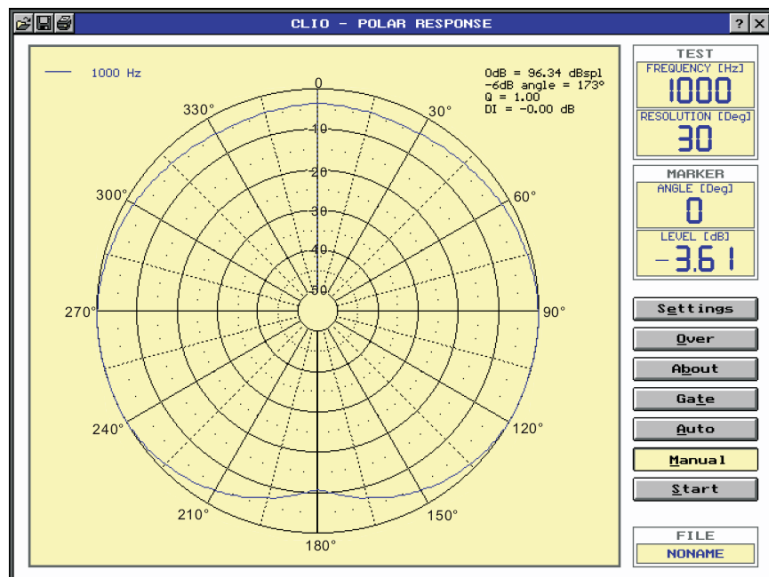 CLIO - POLAR RESPONSE
? X
1000 Hz
0dB = 96.34 dBspl
-6dB angle = 173°
Q = 1.00
DI = -0.00 dB
0
30°
60°
90°
120°
150°
180°
210°
240°
270°
300°
330°
-10
-20
-30
-40
-50
TEST
FREQUENCY [Hz]
1000
RESOLUTION [Deg]
30
MARKER
ANGLE [Deg]
0
LEVEL [dB]
-3.61
Settings
Over
About
Gate
Auto
Manual
Start
FILE
NONAME